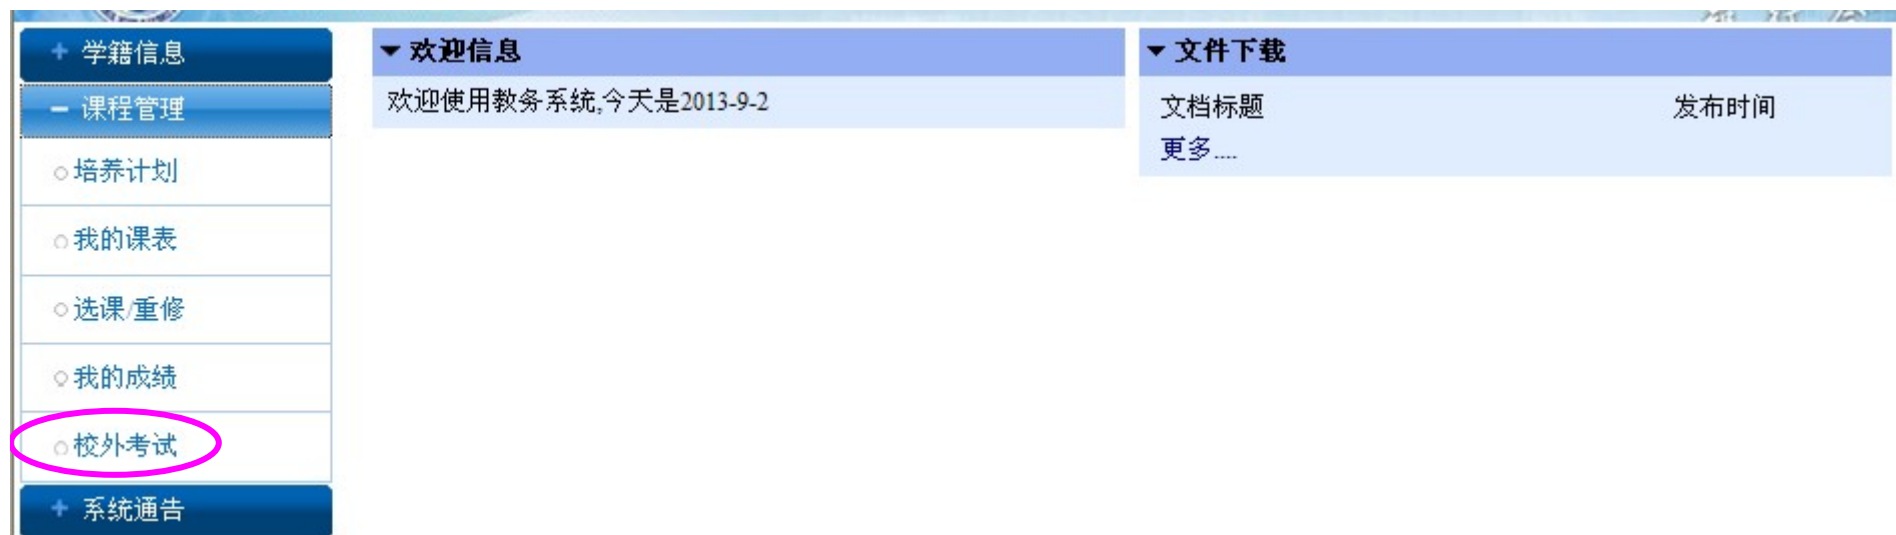 学籍信息
课程管理
培养计划
我的课表
选课/重修
我的成绩
校外考试
系统通告
欢迎信息
欢迎使用教务系统,今天是2013-9-2
文件下载
文档标题 发布时间
更多....